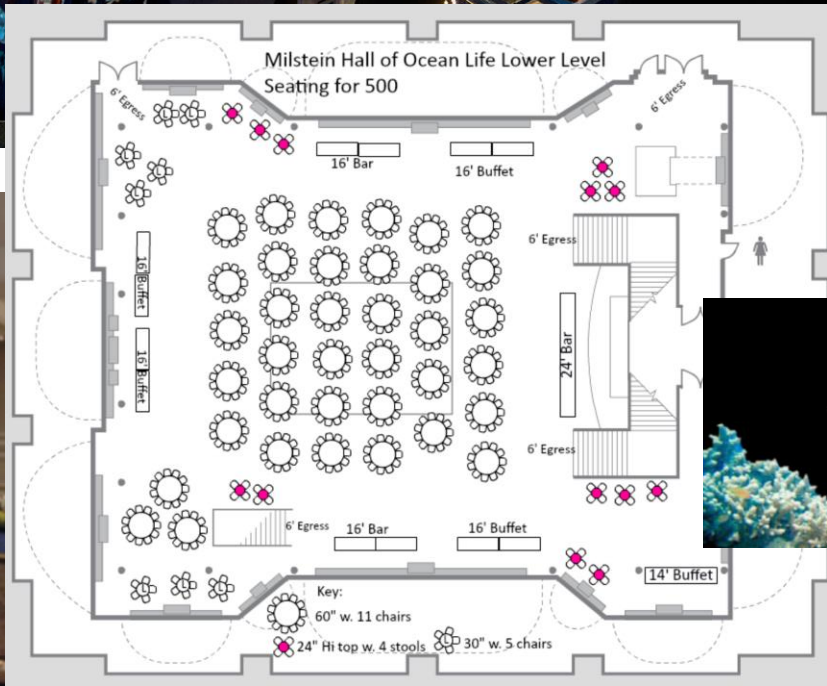 Milstein Hall of Ocean Life Lower Level
Seating for 500
6' Egress
6' Egress
16' Bar
16' Buffet
6' Egress
16' Buffet
16' Buffet
24' Bar
6' Egress
16' Bar
16' Buffet
6' Egress
14' Buffet
Key:
60" w. 11 chairs
24" Hi top w. 4 stools
30" w. 5 chairs